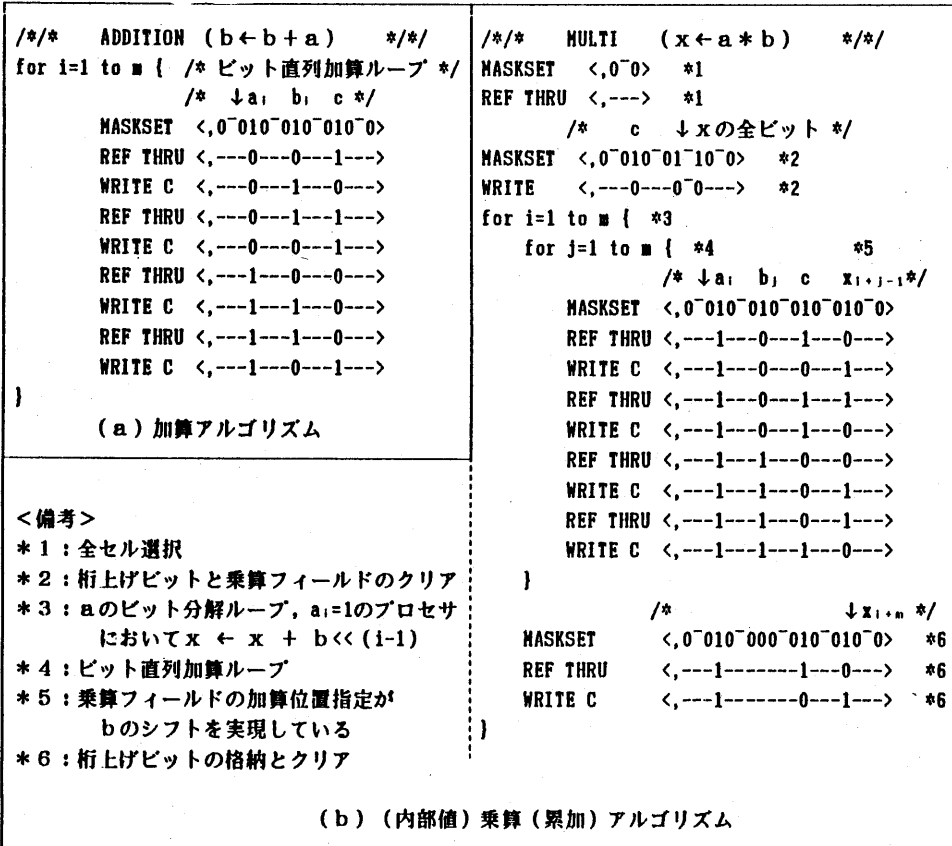 /*/* ADDITION (b←b+a) */*/
for i=1 to m { /* ビット直列加算ループ */
/* ↓aᵢ bᵢ c */
MASKSET <,0‾010‾010‾010‾0>
REF THRU <,---0---0---1--->
WRITE C <,---0---1---0--->
REF THRU <,---0---1---1--->
WRITE C <,---0---0---1--->
REF THRU <,---1---0---0--->
WRITE C <,---1---1---0--->
REF THRU <,---1---1---0--->
WRITE C <,---1---0---1--->
}
(a)加算アルゴリズム
<備考>
*1:全セル選択
*2:桁上げビットと乗算フィールドのクリア
*3:aのビット分解ループ,aᵢ=1のプロセサ
においてx ← x + b<<(i-1)
*4:ビット直列加算ループ
*5:乗算フィールドの加算位置指定が
bのシフトを実現している
*6:桁上げビットの格納とクリア
/*/* MULTI (x←a*b) */*/
MASKSET <,0‾0> *1
REF THRU <,---> *1
/* c ↓xの全ビット */
MASKSET <,0‾010‾01‾10‾0> *2
WRITE <,---0---0‾0---> *2
for i=1 to m { *3
for j=1 to m { *4 *5
/* ↓aᵢ bⱼ c xᵢ₊ⱼ₋₁*/
MASKSET <,0‾010‾010‾010‾010‾0>
REF THRU <,---1---0---1---0--->
WRITE C <,---1---0---0---1--->
REF THRU <,---1---0---1---1--->
WRITE C <,---1---0---1---0--->
REF THRU <,---1---1---0---0--->
WRITE C <,---1---1---0---1--->
REF THRU <,---1---1---0---1--->
WRITE C <,---1---1---1---0--->
}
/* ↓xᵢ₊ₘ */
MASKSET <,0‾010‾000‾010‾010‾0> *6
REF THRU <,---1-------1---0---> *6
WRITE C <,---1-------0---1---> *6
}
(b)(内部値)乗算(累加)アルゴリズム